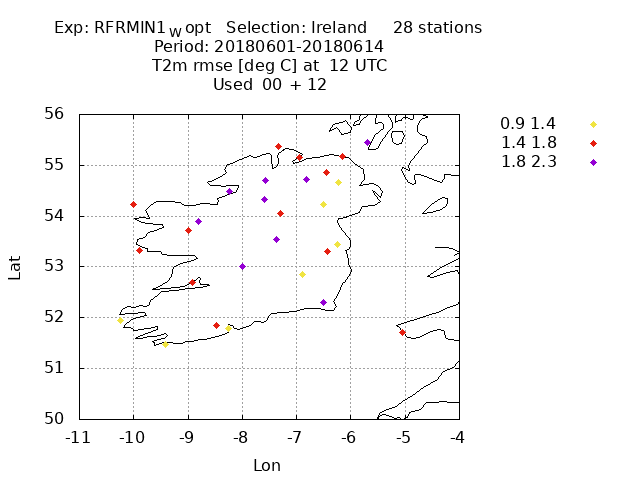 Exp: RFRMIN1Wopt Selection: Ireland 28 stations
Period: 20180601-20180614
T2m rmse [deg C] at 12 UTC
Used 00 + 12
0.9 1.4
1.4 1.8
1.8 2.3
56
55
54
53
52
51
50
Lat
-11 -10 -9 -8 -7 -6 -5 -4
Lon